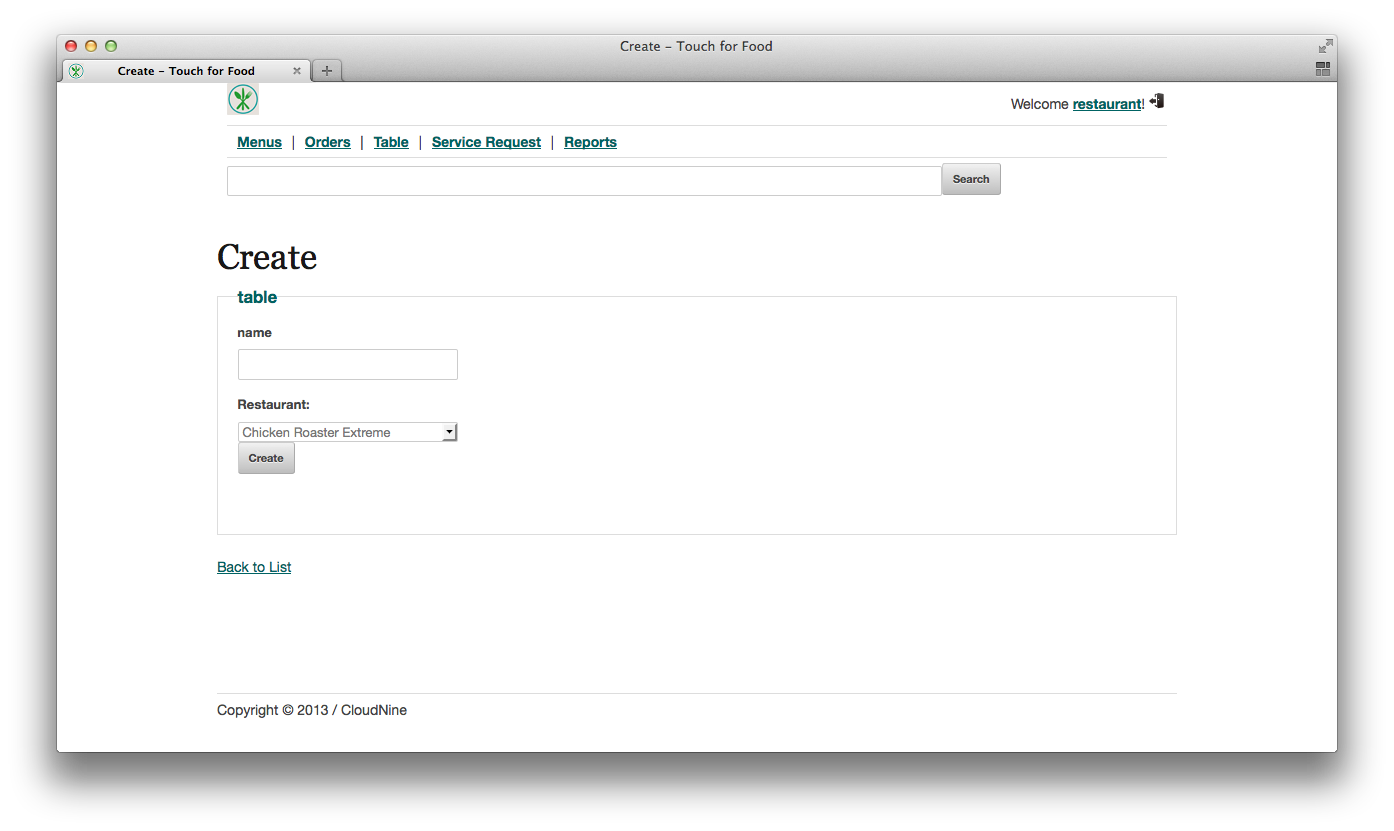 Create – Touch for Food
Create – Touch for Food
Welcome restaurant!
Menus | Orders | Table | Service Request | Reports
Search
Create
table
name
Restaurant:
Chicken Roaster Extreme
Create
Back to List
Copyright © 2013 / CloudNine